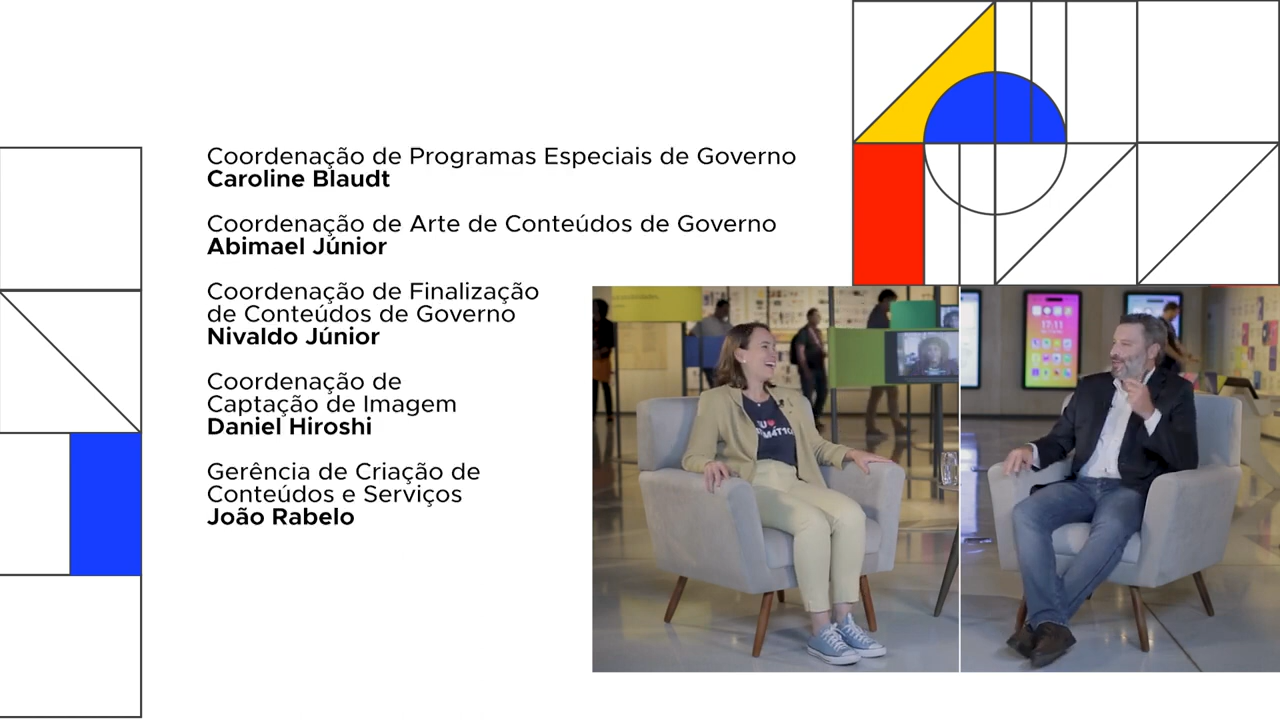 Coordenação de Programas Especiais de Governo
Caroline Blaudt
Coordenação de Arte de Conteúdos de Governo
Abimael Júnior
Coordenação de Finalização
de Conteúdos de Governo
Nivaldo Júnior
Coordenação de
Captação de Imagem
Daniel Hiroshi
Gerência de Criação de
Conteúdos e Serviços
João Rabelo
17:11